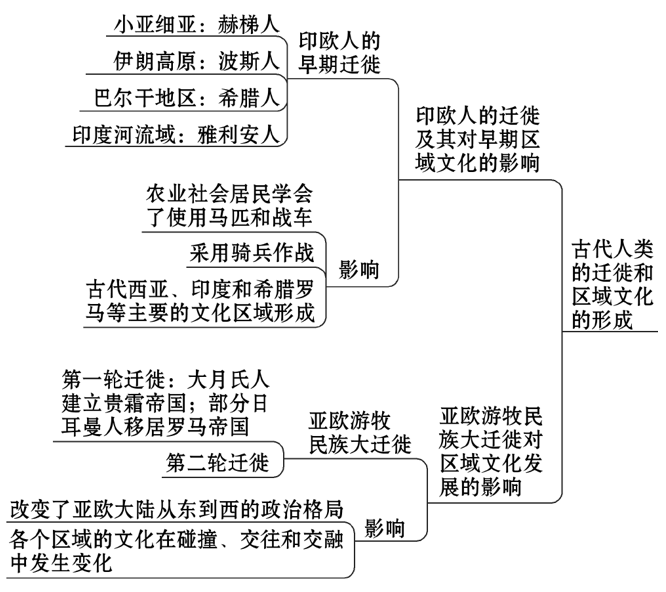 小亚细亚：赫梯人
伊朗高原：波斯人
巴尔干地区：希腊人
印度河流域：雅利安人
印欧人的
早期迁徙
农业社会居民学会
了使用马匹和战车
采用骑兵作战
古代西亚、印度和希腊罗
马等主要的文化区域形成
影响
印欧人的迁徙
及其对早期区
域文化的影响
第一轮迁徙：大月氏人
建立贵霜帝国；部分日
耳曼人移居罗马帝国
第二轮迁徙
亚欧游牧
民族大迁徙
改变了亚欧大陆从东到西的政治格局
各个区域的文化在碰撞、交往和交融
中发生变化
影响
亚欧游牧民
族大迁徙对
区域文化发
展的影响
古代人类
的迁徙和
区域文化
的形成